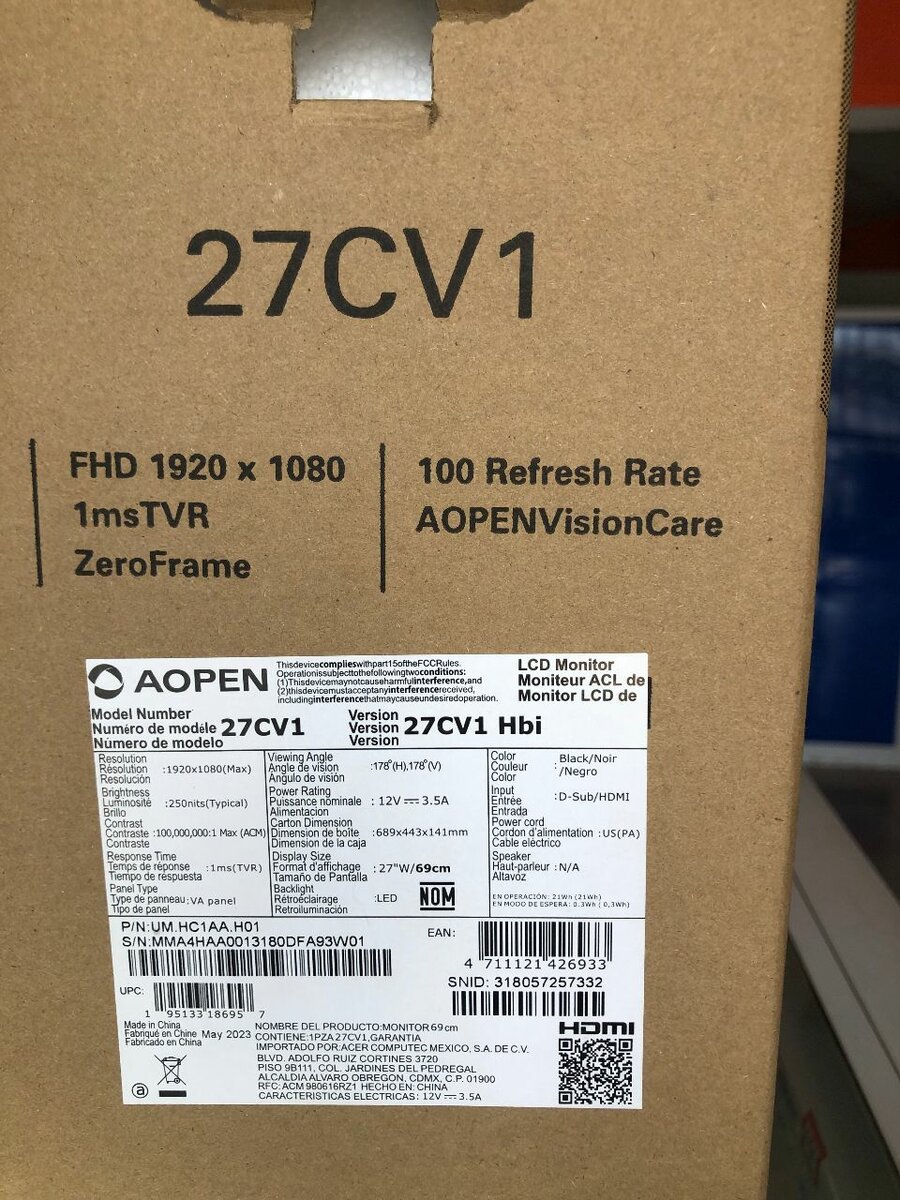 27CV1
FHD 1920 x 1080
1msTVR
ZeroFrame
100 Refresh Rate
AOPENVisionCare
AOPEN
ThisdevicecomplieswithpartI5oftheFCCRules.
Operationissubjecttothefollowingtwoconditions:
(1)Thisdevicemaynotcauseharmfulinterference,and
(2)thisdevicemustacceptanyinterferencereceived,
includinginterferencethatmaycauseundesiredoperation.
LCD Monitor
Moniteur ACL de
Monitor LCD de
Model Number
Numéro de modéle 27CV1
Número de modelo
Version
Version 27CV1 Hbi
Version
Resolution
Résolution :1920x1080(Max)
Resolución
Brightness
Luminosité :250nits(Typical)
Brillo
Contrast
Contraste :100,000,000:1 Max (ACM)
Contraste
Response Time
Temps de réponse :1ms(TVR)
Tiempo de respuesta
Panel Type
Type de panneau:VA panel
Tipo de panel
Viewing Angle
Angle de vision :178°(H),178°(V)
Angulo de visión
Power Rating
Puissance nominale : 12V⎓3.5A
Alimentacion
Carton Dimension
Dimension de boîte :689x443x141mm
Dimension de la caja
Display Size
Format d'affichage : 27"W/69cm
Tamaño de Pantalla
Backlight
Rétroéclairage :LED
Retroiluminación
NOM
Color
Couleur : Black/Noir
Color /Negro
Input
Entrée :D-Sub/HDMI
Entrada
Power cord
Cordon d'alimentation :US(PA)
Cable eléctrico
Speaker
Haut-parleur :N/A
Altavoz
EN OPERACIÓN: 21Wh (21Wh)
EN MODO DE ESPERA: 0.3Wh ( 0,3Wh)
P/N:UM.HC1AA.H01
S/N:MMA4HAA0013180DFA93W01
EAN:
4 711121 426933
SNID: 318057257332
UPC:
1 95133 18695 7
Made in China
Fabriqué en Chine May 2023
Fabricado en China
NOMBRE DEL PRODUCTO:MONITOR 69 cm
CONTIENE:1PZA 27CV1,GARANTIA
IMPORTADO POR:ACER COMPUTEC MEXICO, S.A. DE C.V.
BLVD. ADOLFO RUIZ CORTINES 3720
PISO 9B111, COL. JARDINES DEL PEDREGAL
ALCALDIA ALVARO OBREGON, CDMX, C.P. 01900
RFC: ACM 980616RZ1 HECHO EN: CHINA
CARACTERISTICAS ELECTRICAS: 12V⎓3.5A
HDMI
a